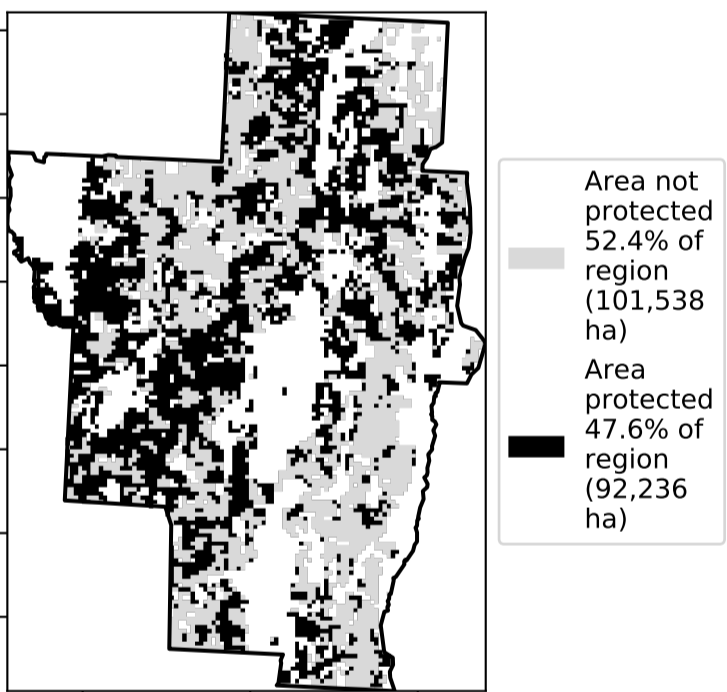 Area not
protected
52.4% of
region
(101,538
ha)
Area
protected
47.6% of
region
(92,236
ha)